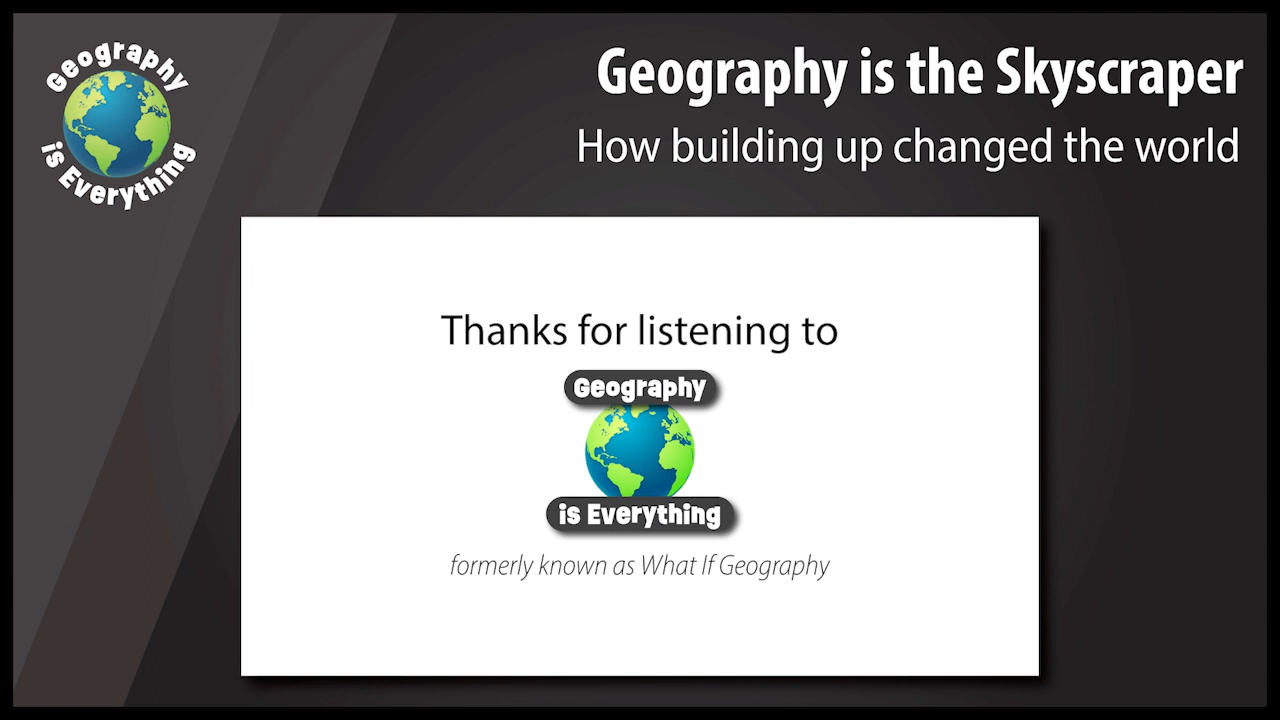 Geography
is Everything
Geography is the Skyscraper
How building up changed the world
Thanks for listening to
Geography
is Everything
formerly known as What If Geography